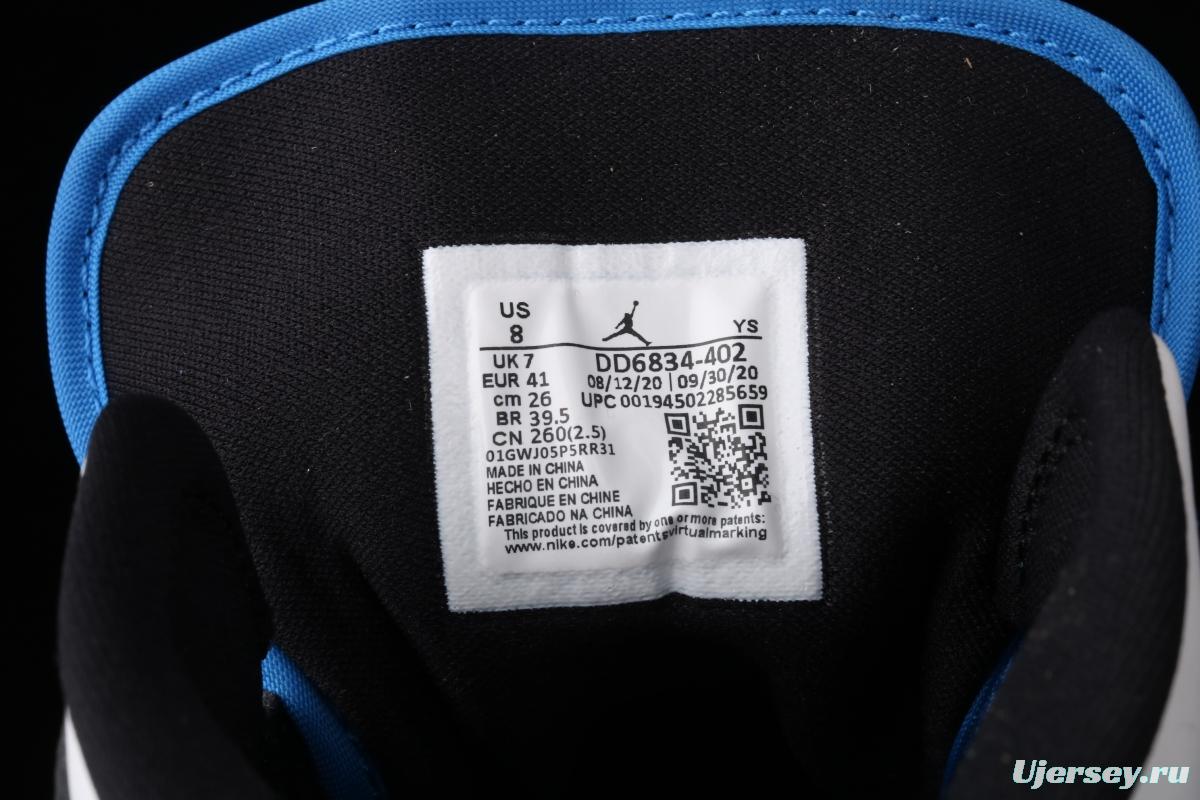 US
8
YS
UK 7
DD6834-402
EUR 41
08/12/20 | 09/30/20
cm 26
UPC 00194502285659
BR 39.5
CN 260(2.5)
01GWJ05P5RR31
MADE IN CHINA
HECHO EN CHINA
FABRIQUE EN CHINE
FABRICADO NA CHINA
This product is covered by one or more patents:
www.nike.com/patentsvirtualmarking
Ujersey.ru